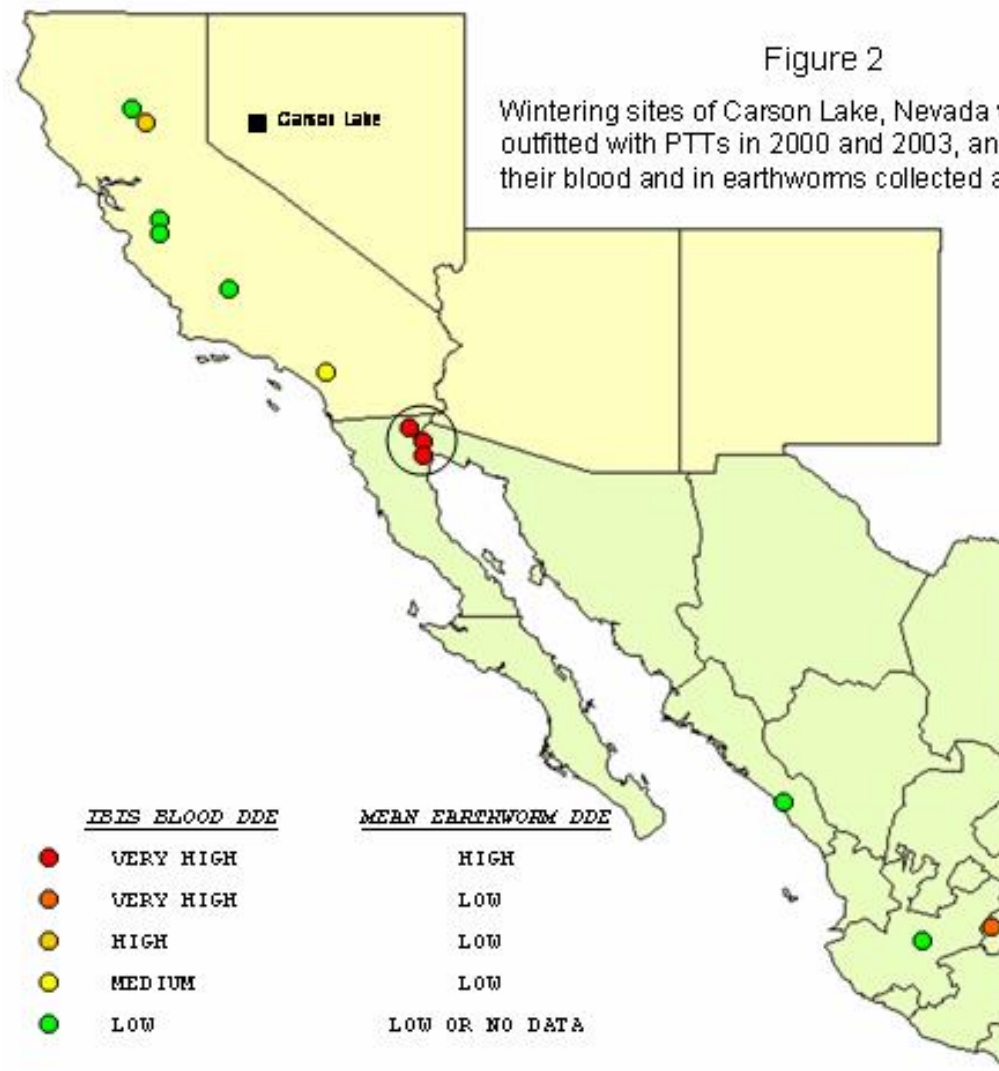 Figure 2
Carson Lake
Wintering sites of Carson Lake, Nevada
outfitted with PTTs in 2000 and 2003, an
their blood and in earthworms collected a
IBIS BLOOD DDE MEAN EARTHWORM DDE
VERY HIGH HIGH
VERY HIGH LOW
HIGH LOW
MEDIUM LOW
LOW LOW OR NO DATA